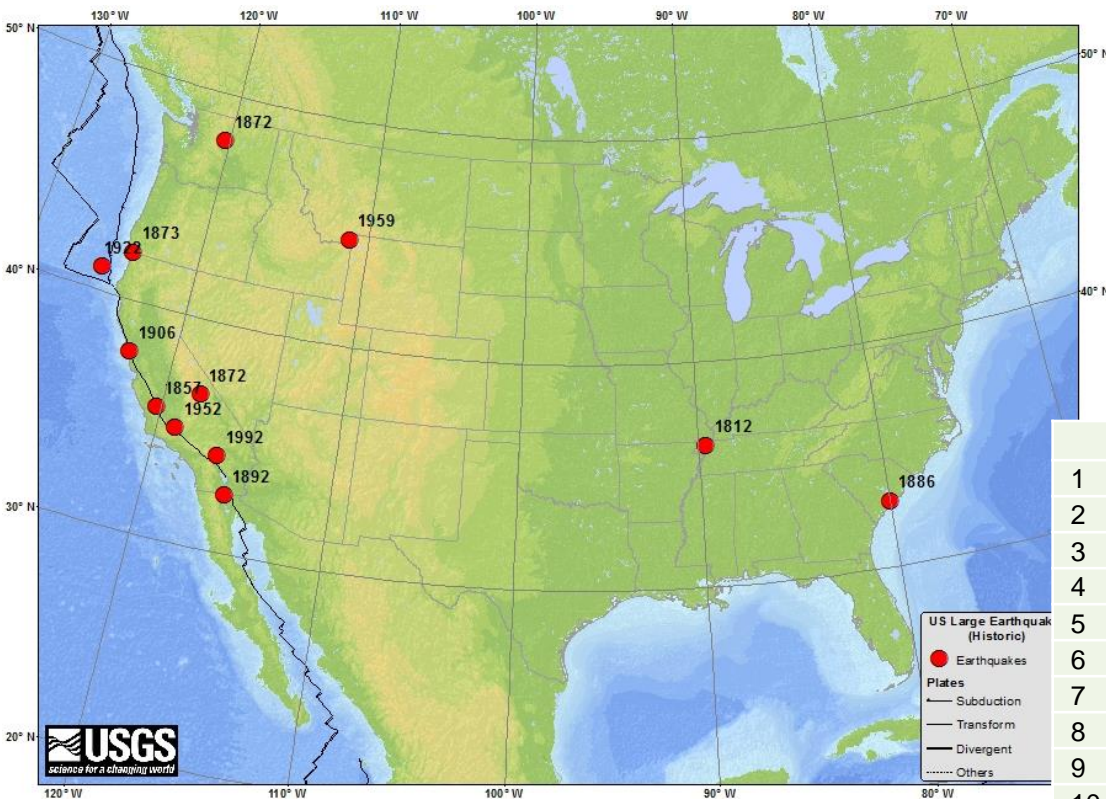 130° W 120° W 110° W 100° W 90° W 80° W 70° W
50° N
50° N
1872
1959
1873
1922
40° N
40° N
1906
1872
1857
1952
1812
1992
1892
1886
30° N
1
2
3
4
5
6
7
8
9
10
US Large Earthquak
(Historic)
Earthquakes
Plates
Subduction
Transform
Divergent
Others
20° N
USGS
science for a changing world
120° W 110° W 100° W 90° W 80° W